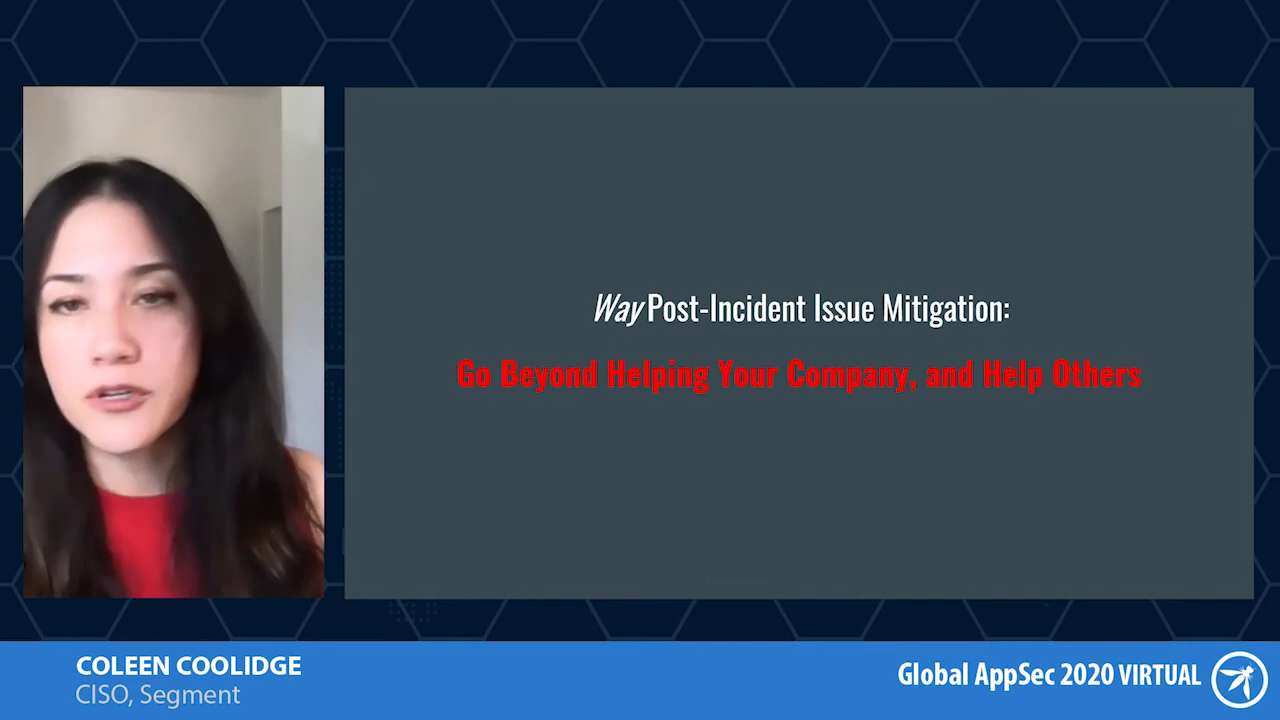 Way Post-Incident Issue Mitigation:
Go Beyond Helping Your Company, and Help Others
COLEEN COOLIDGE
CISO, Segment
Global AppSec 2020 VIRTUAL